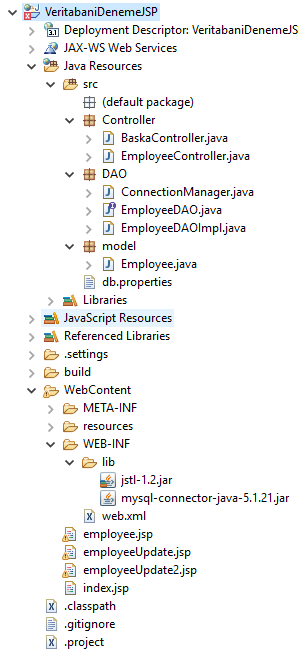 VeritabaniDenemeJSP
Deployment Descriptor: VeritabaniDenemeJS
JAX-WS Web Services
Java Resources
src
(default package)
Controller
BaskaController.java
EmployeeController.java
DAO
ConnectionManager.java
EmployeeDAO.java
EmployeeDAOImpl.java
model
Employee.java
db.properties
Libraries
JavaScript Resources
Referenced Libraries
.settings
build
WebContent
META-INF
resources
WEB-INF
lib
jstl-1.2.jar
mysql-connector-java-5.1.21.jar
web.xml
employee.jsp
employeeUpdate.jsp
employeeUpdate2.jsp
index.jsp
.classpath
.gitignore
.project